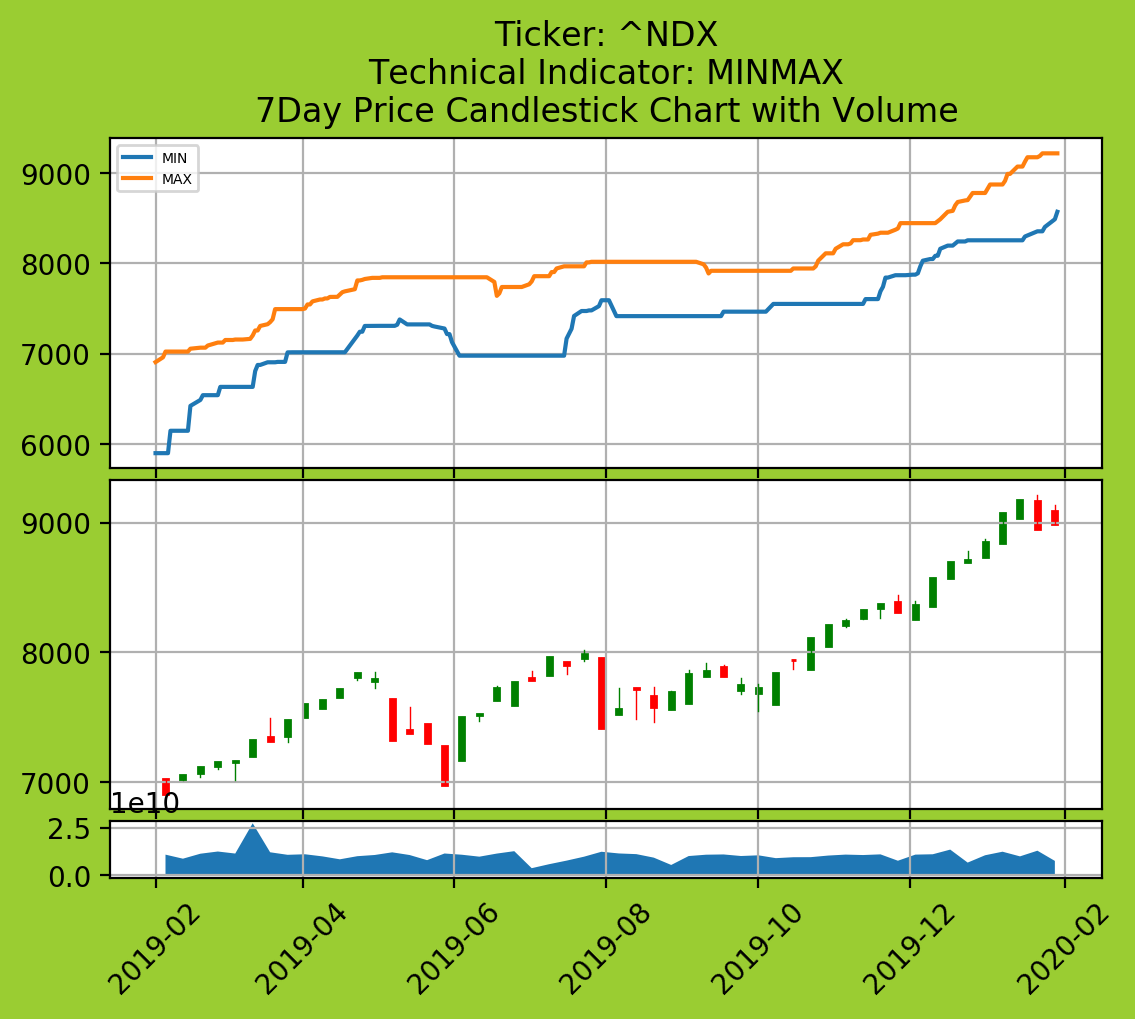 Ticker: ^NDX
Technical Indicator: MINMAX
7Day Price Candlestick Chart with Volume
MIN
MAX
9000
8000
7000
6000
9000
8000
7000
1e10
2.5
0.0
2019-02
2019-04
2019-06
2019-08
2019-10
2019-12
2020-02